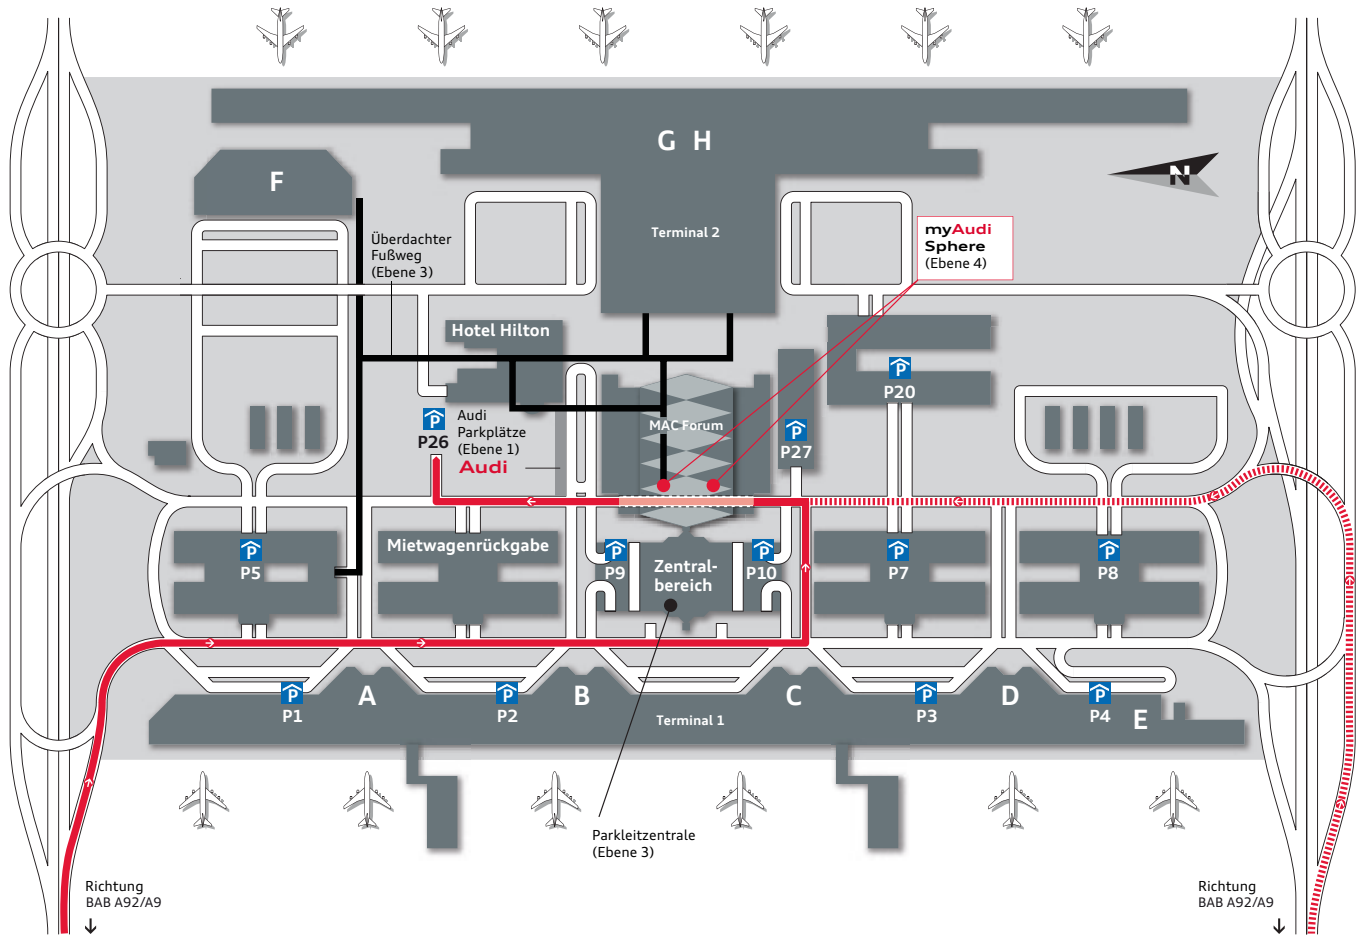 G H
F
N
Terminal 2
myAudi
Sphere
(Ebene 4)
Überdachter
Fußweg
(Ebene 3)
Hotel Hilton
P
P20
P
P26
Audi
Parkplätze
(Ebene 1)
Audi
MAC Forum
P
P27
P
P5
Mietwagenrückgabe
P
P9
Zentral-
bereich
P
P10
P
P7
P
P8
P
P1
A
P
P2
B
Terminal 1
C
P
P3
D
P
P4
E
Parkleitzentrale
(Ebene 3)
Richtung
BAB A92/A9
Richtung
BAB A92/A9